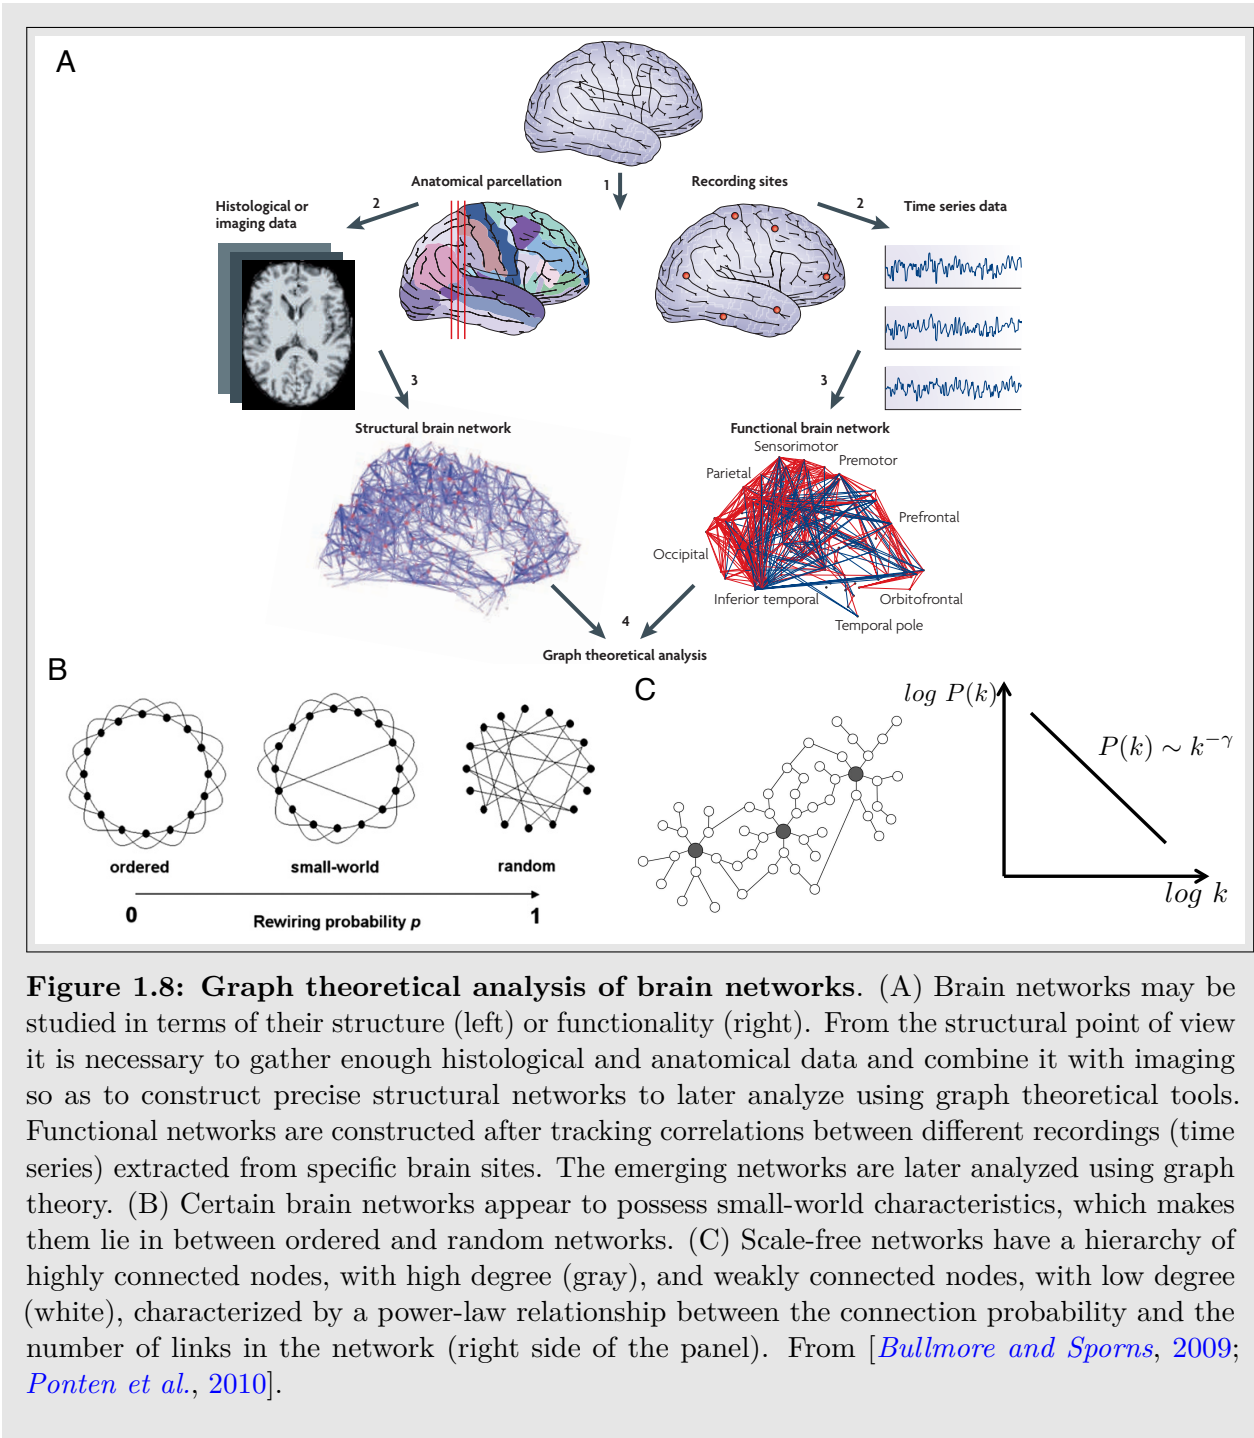 A
Anatomical parcellation
1
Recording sites
Histological or
imaging data
2
2
Time series data
3
3
Structural brain network
Functional brain network
Sensorimotor
Premotor
Parietal
Prefrontal
Occipital
Inferior temporal
Orbitofrontal
Temporal pole
4
Graph theoretical analysis
B
ordered
small-world
random
0
1
Rewiring probability p
C
log P(k)
P(k) ∼ k^{−γ}
log k
Figure 1.8: Graph theoretical analysis of brain networks. (A) Brain networks may be
studied in terms of their structure (left) or functionality (right). From the structural point of view
it is necessary to gather enough histological and anatomical data and combine it with imaging
so as to construct precise structural networks to later analyze using graph theoretical tools.
Functional networks are constructed after tracking correlations between different recordings (time
series) extracted from specific brain sites. The emerging networks are later analyzed using graph
theory. (B) Certain brain networks appear to possess small-world characteristics, which makes
them lie in between ordered and random networks. (C) Scale-free networks have a hierarchy of
highly connected nodes, with high degree (gray), and weakly connected nodes, with low degree
(white), characterized by a power-law relationship between the connection probability and the
number of links in the network (right side of the panel). From [Bullmore and Sporns, 2009;
Ponten et al., 2010].